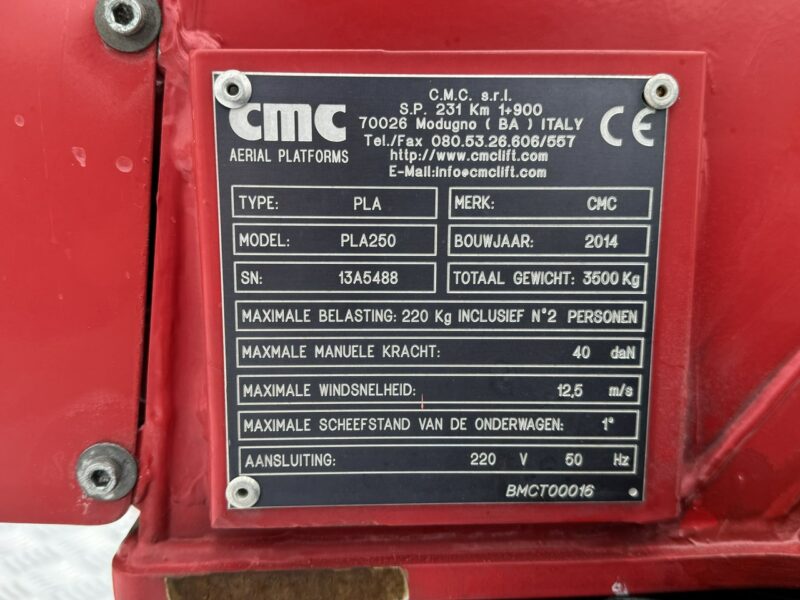 cmc
AERIAL PLATFORMS
C.M.C. s.r.l.
S.P. 231 Km 1+900
70026 Modugno ( BA ) ITALY
Tel./Fax 080.53.26.606/557
http://www.cmclift.com
E-Mail:info@cmclift.com
CE
TYPE: PLA
MERK: CMC
MODEL: PLA250
BOUWJAAR: 2014
SN: 13A5488
TOTAAL GEWICHT: 3500 Kg
MAXIMALE BELASTING: 220 Kg INCLUSIEF N°2 PERSONEN
MAXMALE MANUELE KRACHT: 40 daN
MAXIMALE WINDSNELHEID: 12,5 m/s
MAXIMALE SCHEEFSTAND VAN DE ONDERWAGEN: 1°
AANSLUITING: 220 V 50 Hz
BMCT00016